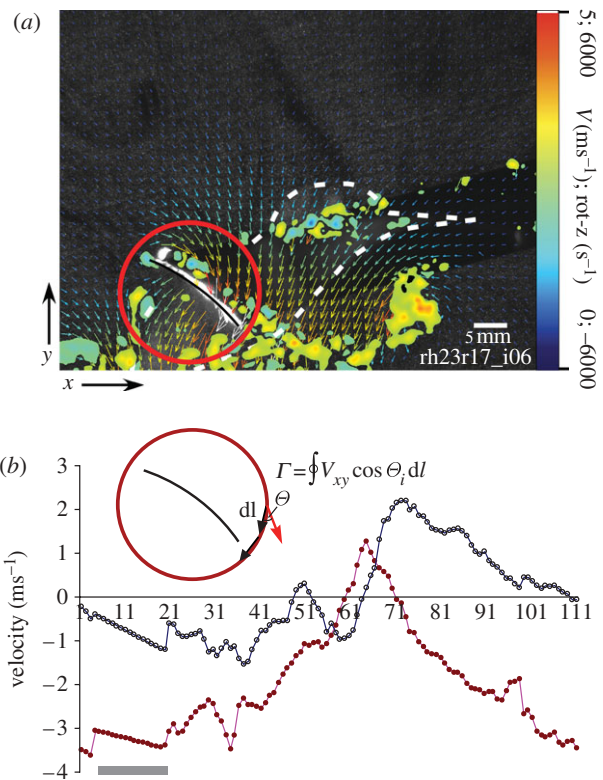 (a)
5; 6000
V (ms⁻¹); rot-z (s⁻¹)
0; −6000
y
x
5 mm
rh23r17_i06
(b)
Γ = ∮ V_xy cos Θ_i dl
dl
Θ
velocity (ms⁻¹)
3
2
1
0
−1
−2
−3
−4
1 11 21 31 41 51 61 71 81 91 101 111